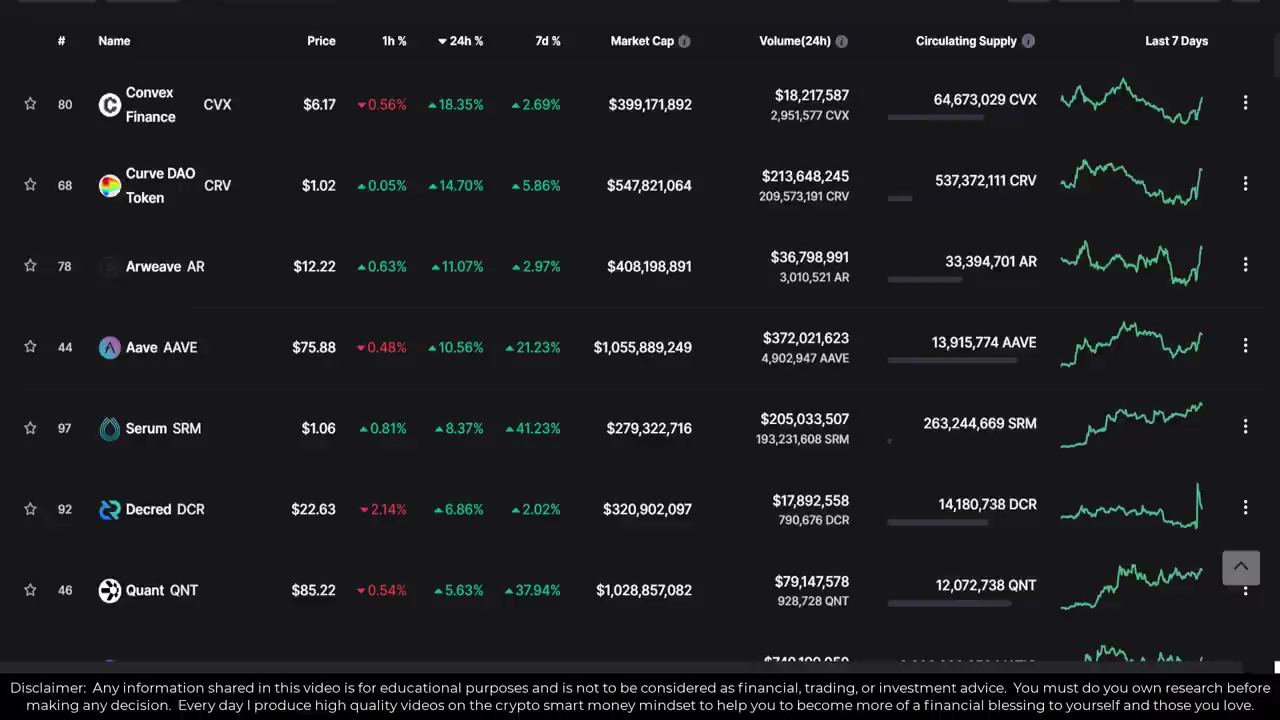 # Name Price 1h % 24h % 7d % Market Cap Volume(24h) Circulating Supply Last 7 Days
80 Convex Finance CVX $6.17 0.56% 18.35% 2.69% $399,171,892 $18,217,587 2,951,577 CVX 64,673,029 CVX
68 Curve DAO Token CRV $1.02 0.05% 14.70% 5.86% $547,821,064 $213,648,245 209,573,191 CRV 537,372,111 CRV
78 Arweave AR $12.22 0.63% 11.07% 2.97% $408,198,891 $36,798,991 3,010,521 AR 33,394,701 AR
44 Aave AAVE $75.88 0.48% 10.56% 21.23% $1,055,889,249 $372,021,623 4,902,947 AAVE 13,915,774 AAVE
97 Serum SRM $1.06 0.81% 8.37% 41.23% $279,322,716 $205,033,507 193,231,608 SRM 263,244,669 SRM
92 Decred DCR $22.63 2.14% 6.86% 2.02% $320,902,097 $17,892,558 790,676 DCR 14,180,738 DCR
46 Quant QNT $85.22 0.54% 5.63% 37.94% $1,028,857,082 $79,147,578 928,728 QNT 12,072,738 QNT
Disclaimer: Any information shared in this video is for educational purposes and is not to be considered as financial, trading, or investment advice. You must do you own research before
making any decision. Every day I produce high quality videos on the crypto smart money mindset to help you to become more of a financial blessing to yourself and those you love.